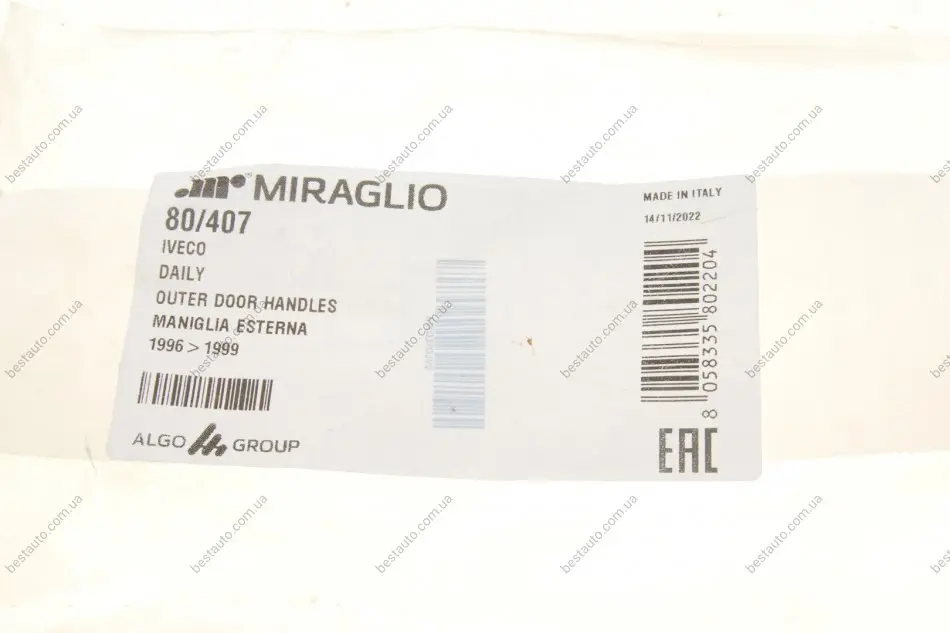 MIRAGLIO
80/407
IVECO
DAILY
OUTER DOOR HANDLES
MANIGLIA ESTERNA
1996 > 1999
ALGO GROUP
MADE IN ITALY
14/11/2022
8 058335 802204
EAC
bestauto.com.ua